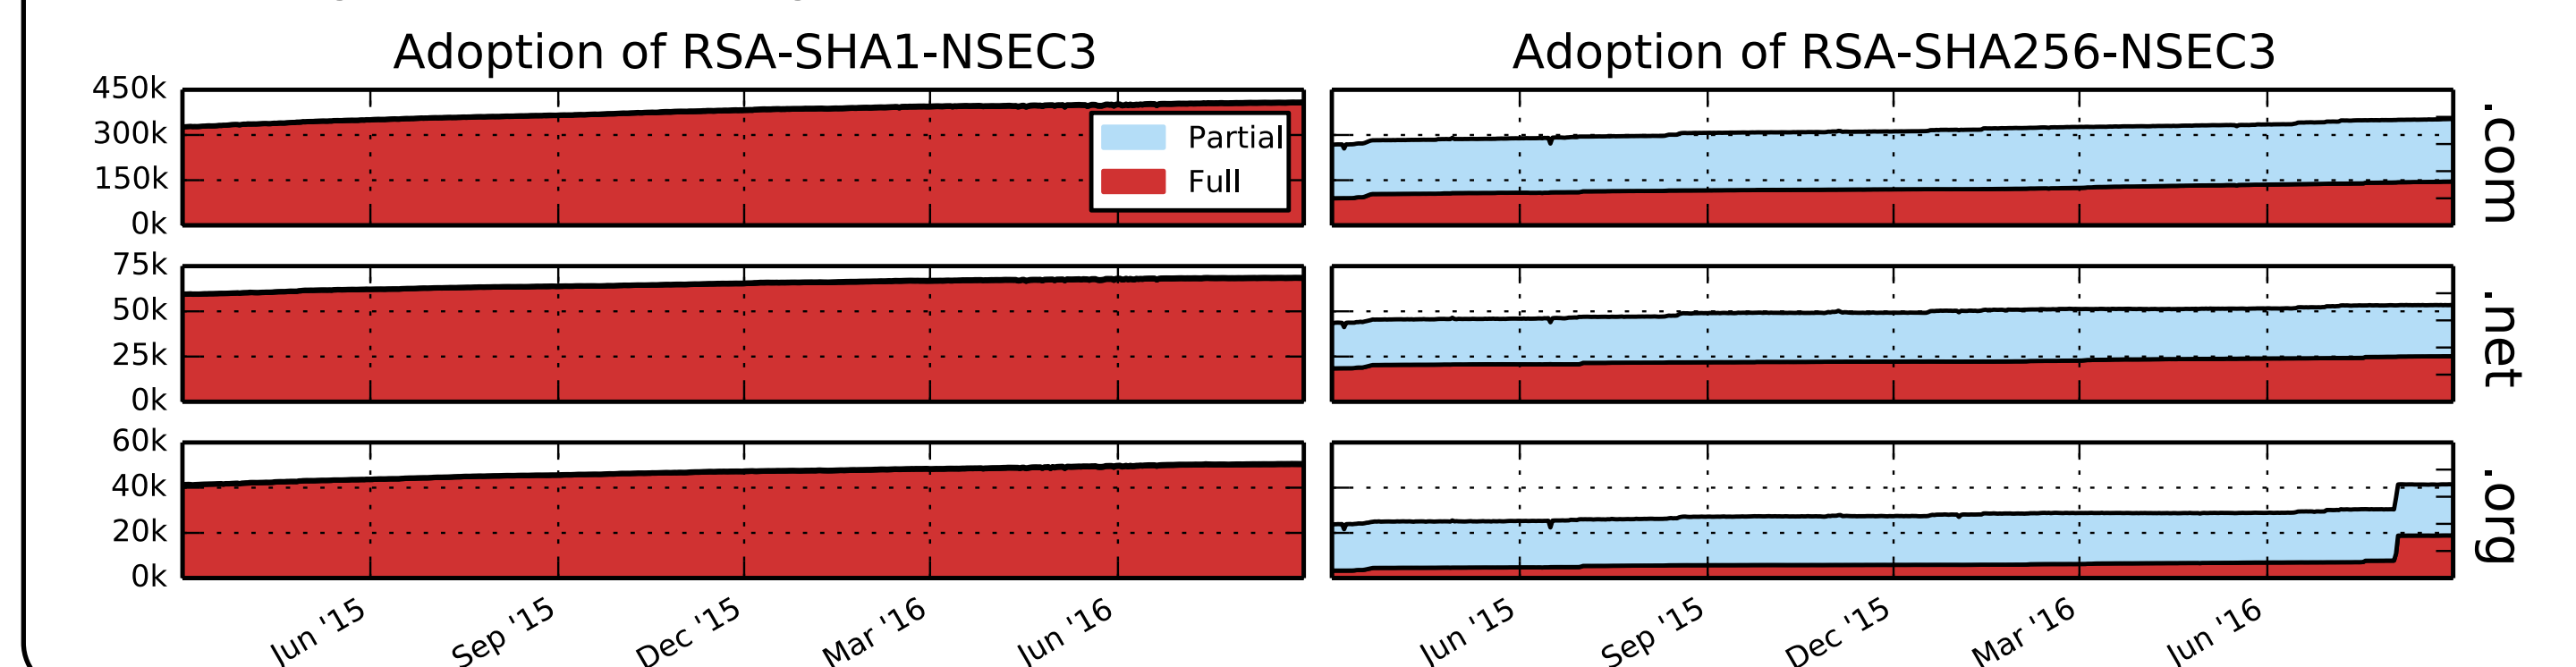 Adoption of RSA-SHA1-NSEC3
Adoption of RSA-SHA256-NSEC3
450k
300k
150k
0k
Partial
Full
.com
75k
50k
25k
0k
.net
60k
40k
20k
0k
.org
Jun '15
Sep '15
Dec '15
Mar '16
Jun '16
Jun '15
Sep '15
Dec '15
Mar '16
Jun '16